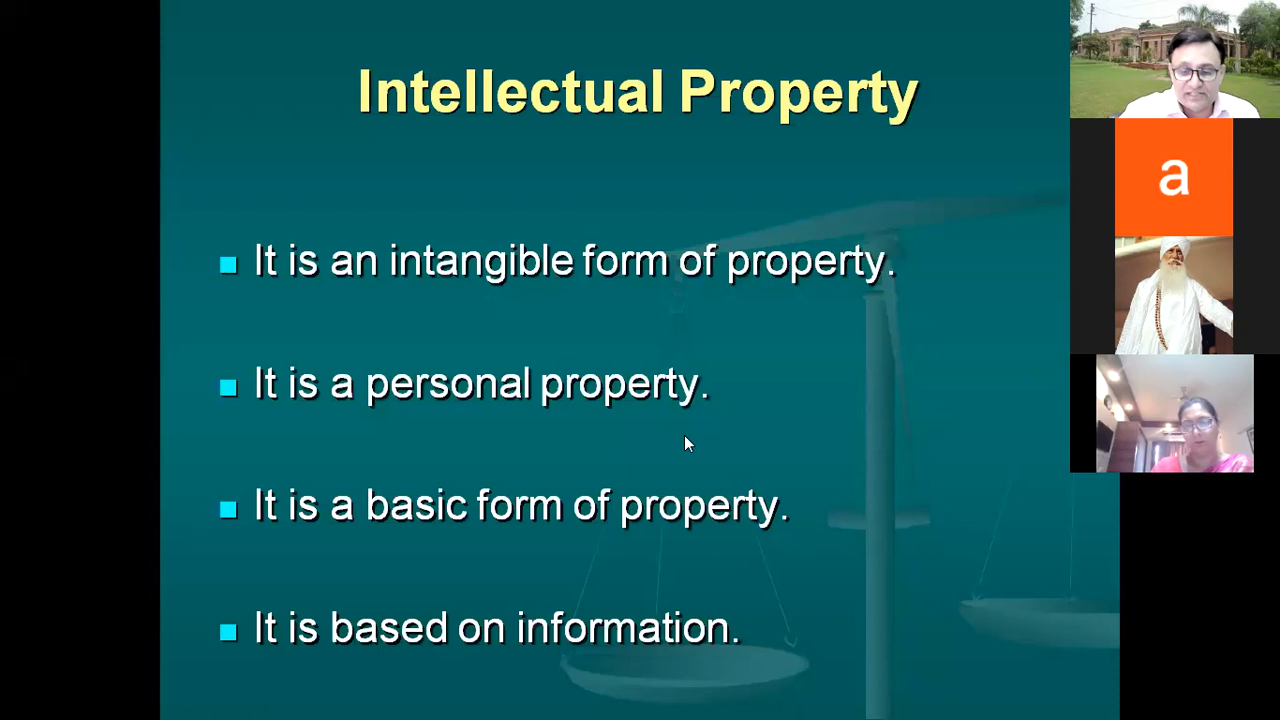 Intellectual Property
It is an intangible form of property.
It is a personal property.
It is a basic form of property.
It is based on information.
a